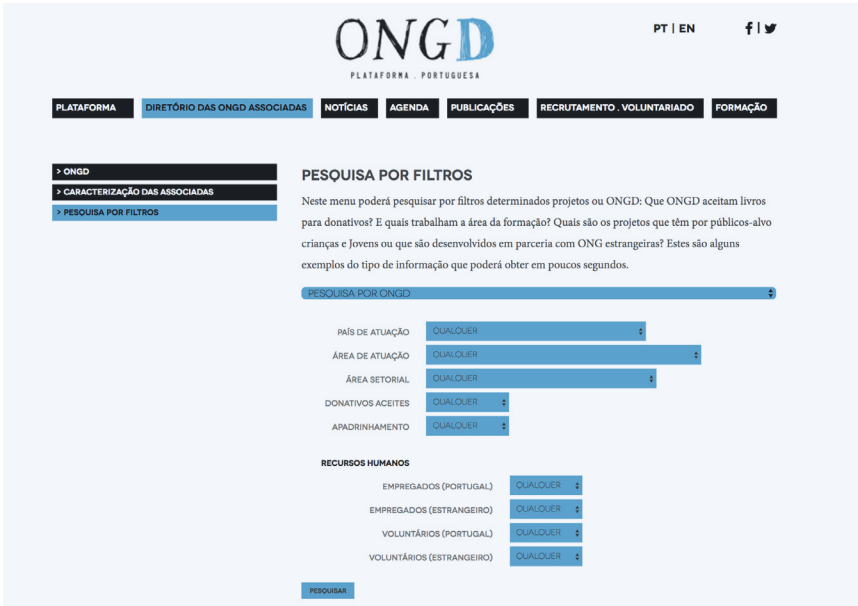 ONGD
PLATAFORMA . PORTUGUESA
PT | EN
PLATAFORMA
DIRETÓRIO DAS ONGD ASSOCIADAS
NOTÍCIAS
AGENDA
PUBLICAÇÕES
RECRUTAMENTO . VOLUNTARIADO
FORMAÇÃO
> ONGD
> CARACTERIZAÇÃO DAS ASSOCIADAS
> PESQUISA POR FILTROS
PESQUISA POR FILTROS
Neste menu poderá pesquisar por filtros determinados projetos ou ONGD: Que ONGD aceitam livros
para donativos? E quais trabalham a área da formação? Quais são os projetos que têm por públicos-alvo
crianças e Jovens ou que são desenvolvidos em parceria com ONG estrangeiras? Estes são alguns
exemplos do tipo de informação que poderá obter em poucos segundos.
PESQUISA POR ONGD
PAÍS DE ATUAÇÃO QUALQUER
ÁREA DE ATUAÇÃO QUALQUER
ÁREA SETORIAL QUALQUER
DONATIVOS ACEITES QUALQUER
APADRINHAMENTO QUALQUER
RECURSOS HUMANOS
EMPREGADOS (PORTUGAL) QUALQUER
EMPREGADOS (ESTRANGEIRO) QUALQUER
VOLUNTÁRIOS (PORTUGAL) QUALQUER
VOLUNTÁRIOS (ESTRANGEIRO) QUALQUER
PESQUISAR